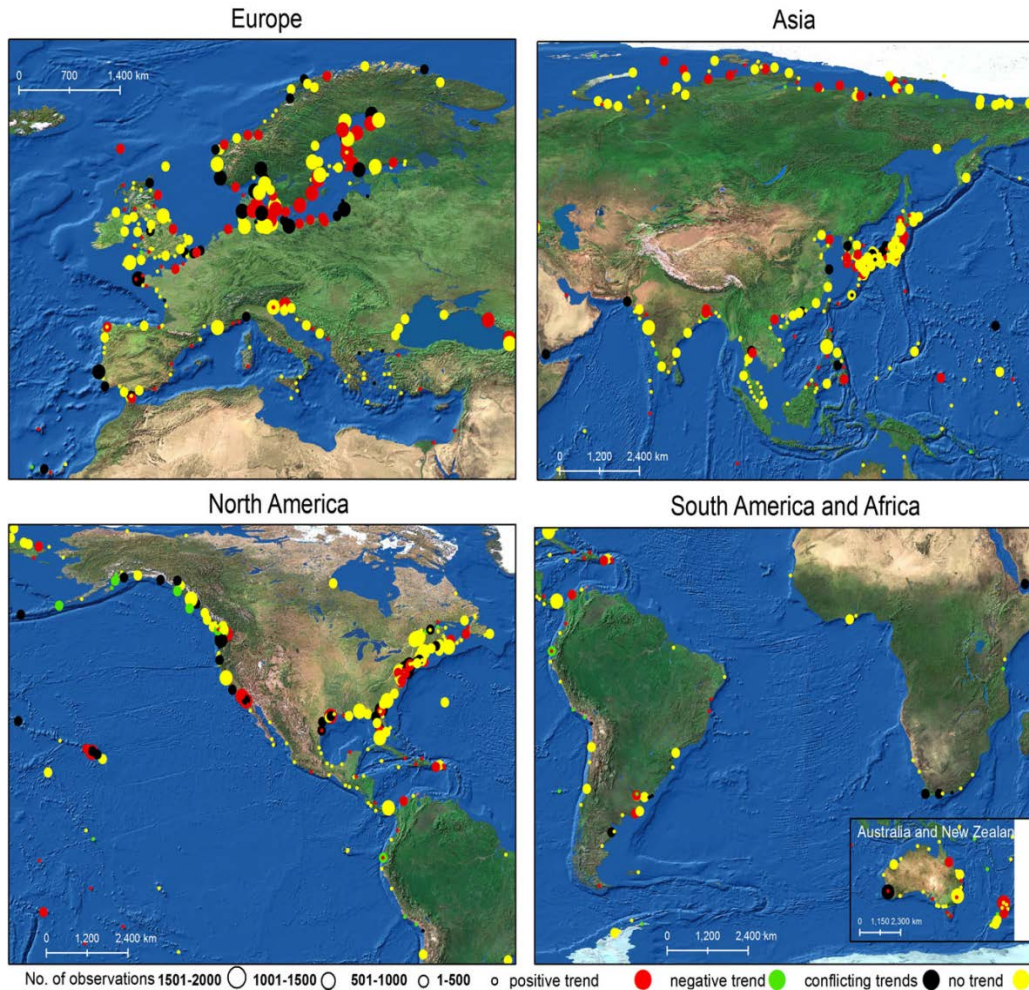 Europe
Asia
0 700 1,400 km
0 1,200 2,400 km
North America
South America and Africa
Australia and New Zealan
0 1,150 2,300 km
0 1,200 2,400 km
0 1,200 2,400 km
No. of observations 1501-2000 1001-1500 501-1000 1-500 positive trend negative trend conflicting trends no trend